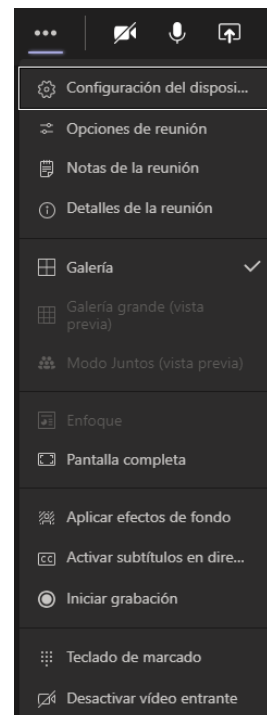 Configuración del disposi...
Opciones de reunión
Notas de la reunión
Detalles de la reunión
Galería
Galería grande (vista
previa)
Modo Juntos (vista previa)
Enfoque
Pantalla completa
Aplicar efectos de fondo
CC Activar subtítulos en dire...
Iniciar grabación
Teclado de marcado
Desactivar vídeo entrante